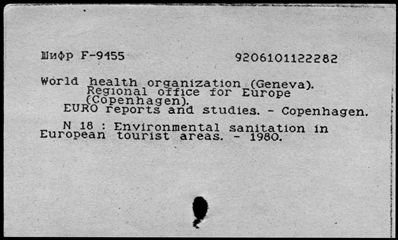 Шифр F-9155 9206101122282
World health organization (Geneva).
Regional office for Europe
(Copenhagen).
EURO reports and studies. - Copenhagen.
N 18 : Environmental sanitation in
European tourist areas. - 1980.